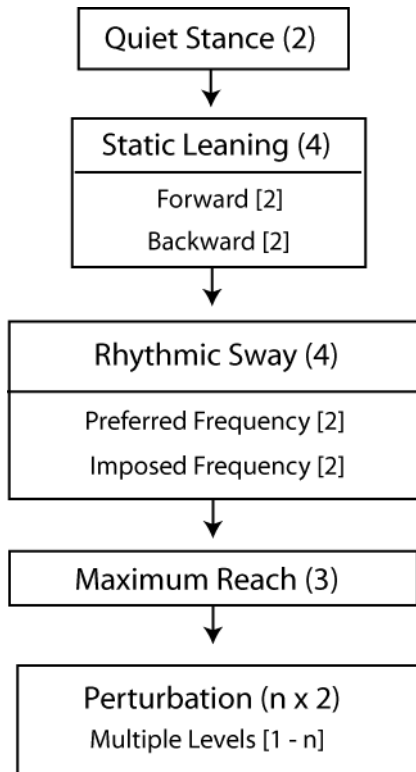 Quiet Stance (2)
Static Leaning (4)
Forward [2]
Backward [2]
Rhythmic Sway (4)
Preferred Frequency [2]
Imposed Frequency [2]
Maximum Reach (3)
Perturbation (n x 2)
Multiple Levels [1 - n]